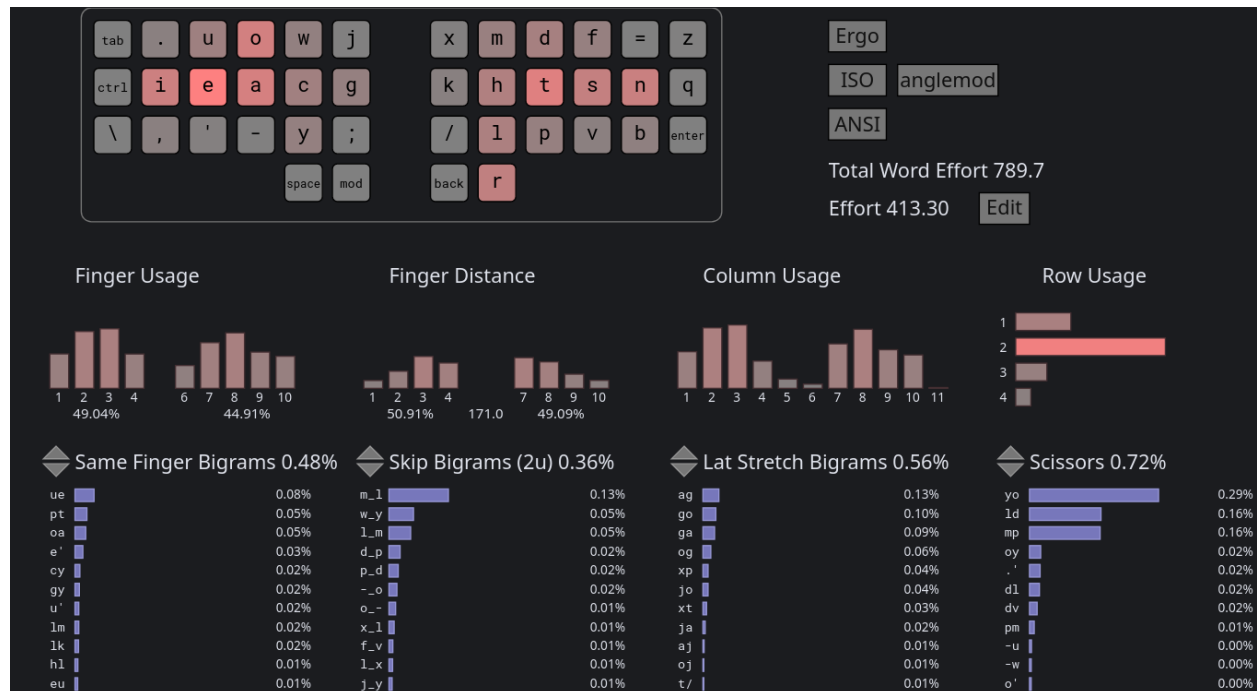 tab . u o w j x m d f = z
ctrl i e a c g k h t s n q
\ , ' - y ; / l p v b enter
space mod back r
Ergo
ISO anglemod
ANSI
Total Word Effort 789.7
Effort 413.30 Edit
Finger Usage
1 2 3 4 6 7 8 9 10
49.04% 44.91%
Finger Distance
1 2 3 4 7 8 9 10
50.91% 171.0 49.09%
Column Usage
1 2 3 4 5 6 7 8 9 10 11
Row Usage
1
2
3
4
Same Finger Bigrams 0.48%
ue 0.08%
pt 0.05%
oa 0.05%
e' 0.03%
cy 0.02%
gy 0.02%
u' 0.02%
lm 0.02%
lk 0.02%
hl 0.01%
eu 0.01%
Skip Bigrams (2u) 0.36%
m_l 0.13%
w_y 0.05%
l_m 0.05%
d_p 0.02%
p_d 0.02%
-_o 0.02%
o_- 0.01%
x_l 0.01%
f_v 0.01%
l_x 0.01%
j_y 0.01%
Lat Stretch Bigrams 0.56%
ag 0.13%
go 0.10%
ga 0.09%
og 0.06%
xp 0.04%
jo 0.04%
xt 0.03%
ja 0.02%
aj 0.01%
oj 0.01%
t/ 0.01%
Scissors 0.72%
yo 0.29%
ld 0.16%
mp 0.16%
oy 0.02%
.' 0.02%
dl 0.02%
dv 0.02%
pm 0.01%
-u 0.00%
-w 0.00%
o' 0.00%